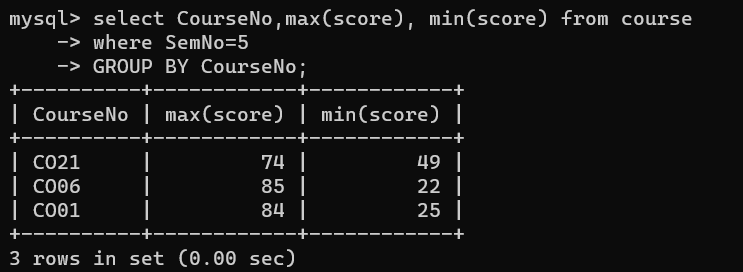 mysql> select CourseNo,max(score), min(score) from course
    -> where SemNo=5
    -> GROUP BY CourseNo;
+----------+------------+------------+
| CourseNo | max(score) | min(score) |
+----------+------------+------------+
| CO21     |         74 |         49 |
| CO06     |         85 |         22 |
| CO01     |         84 |         25 |
+----------+------------+------------+
3 rows in set (0.00 sec)